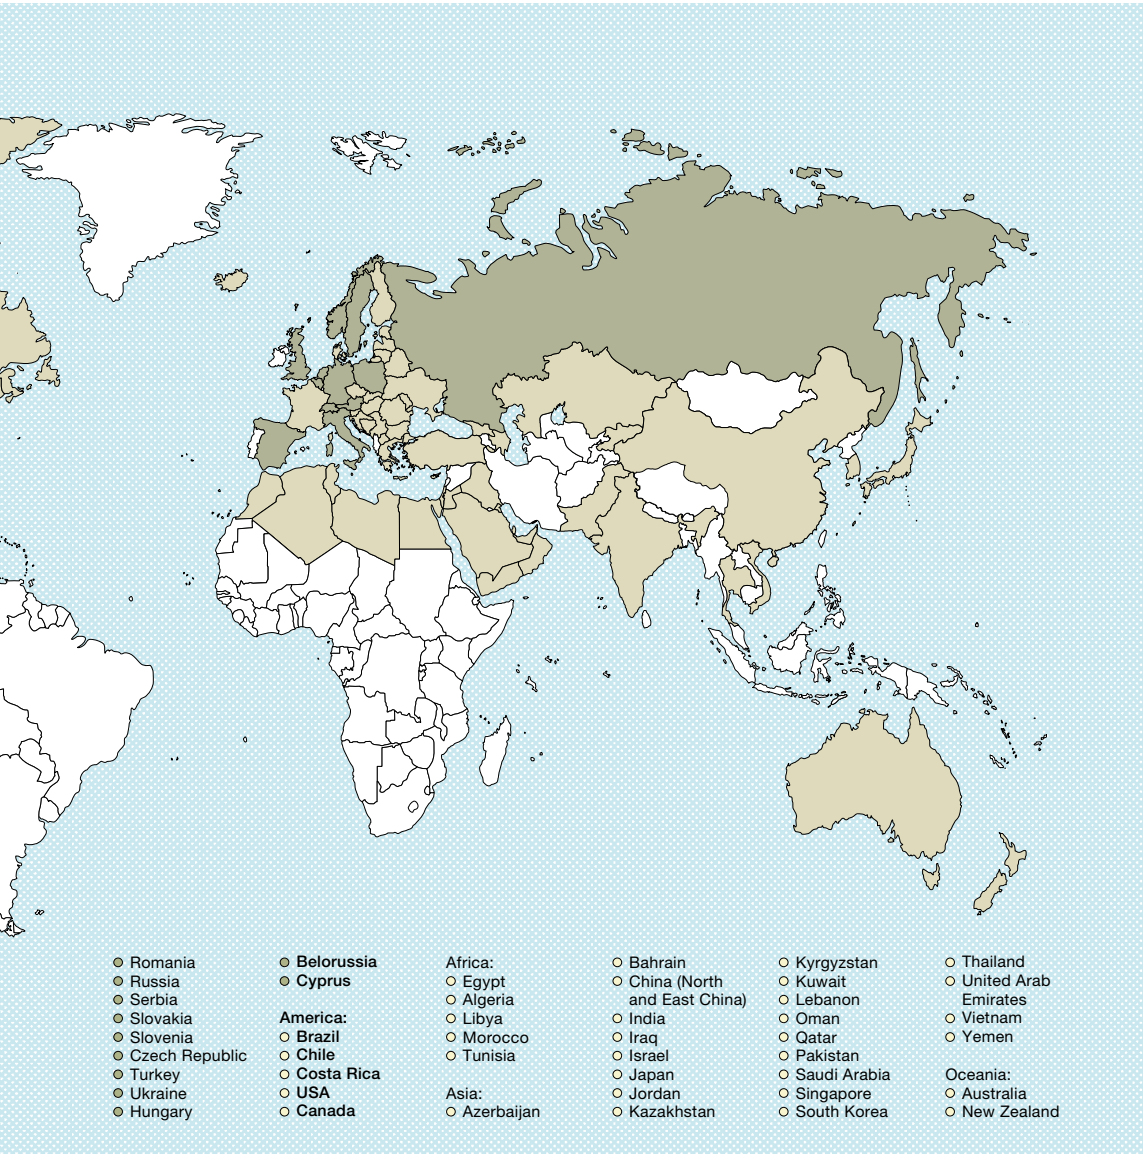 Romania
Russia
Serbia
Slovakia
Slovenia
Czech Republic
Turkey
Ukraine
Hungary
Belorussia
Cyprus
America:
Brazil
Chile
Costa Rica
USA
Canada
Africa:
Egypt
Algeria
Libya
Morocco
Tunisia
Asia:
Azerbaijan
Bahrain
China (North
and East China)
India
Iraq
Israel
Japan
Jordan
Kazakhstan
Kyrgyzstan
Kuwait
Lebanon
Oman
Qatar
Pakistan
Saudi Arabia
Singapore
South Korea
Thailand
United Arab
Emirates
Vietnam
Yemen
Oceania:
Australia
New Zealand